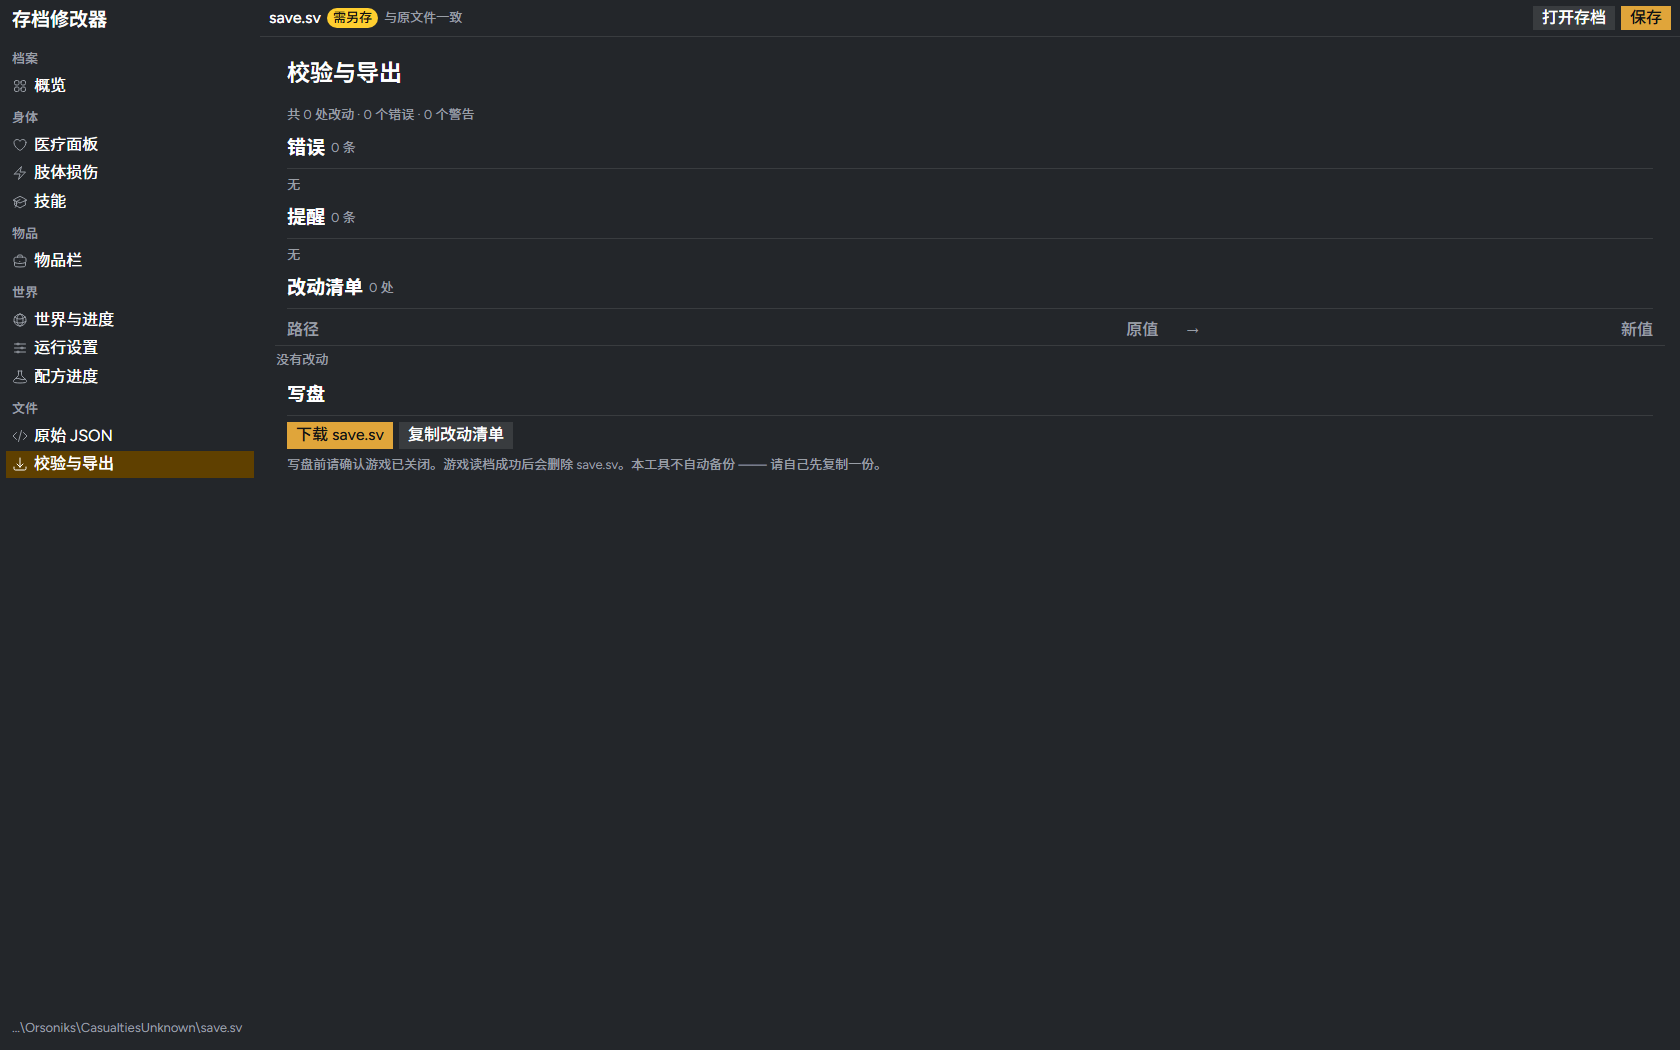 存档修改器
档案
概览
身体
医疗面板
肢体损伤
技能
物品
物品栏
世界
世界与进度
运行设置
配方进度
文件
原始 JSON
校验与导出
...\Orsoniks\CasualtiesUnknown\save.sv
save.sv 需另存 与原文件一致
打开存档 保存
校验与导出
共 0 处改动 · 0 个错误 · 0 个警告
错误 0 条
无
提醒 0 条
无
改动清单 0 处
路径 原值 → 新值
没有改动
写盘
下载 save.sv 复制改动清单
写盘前请确认游戏已关闭。游戏读档成功后会删除 save.sv。本工具不自动备份 —— 请自己先复制一份。